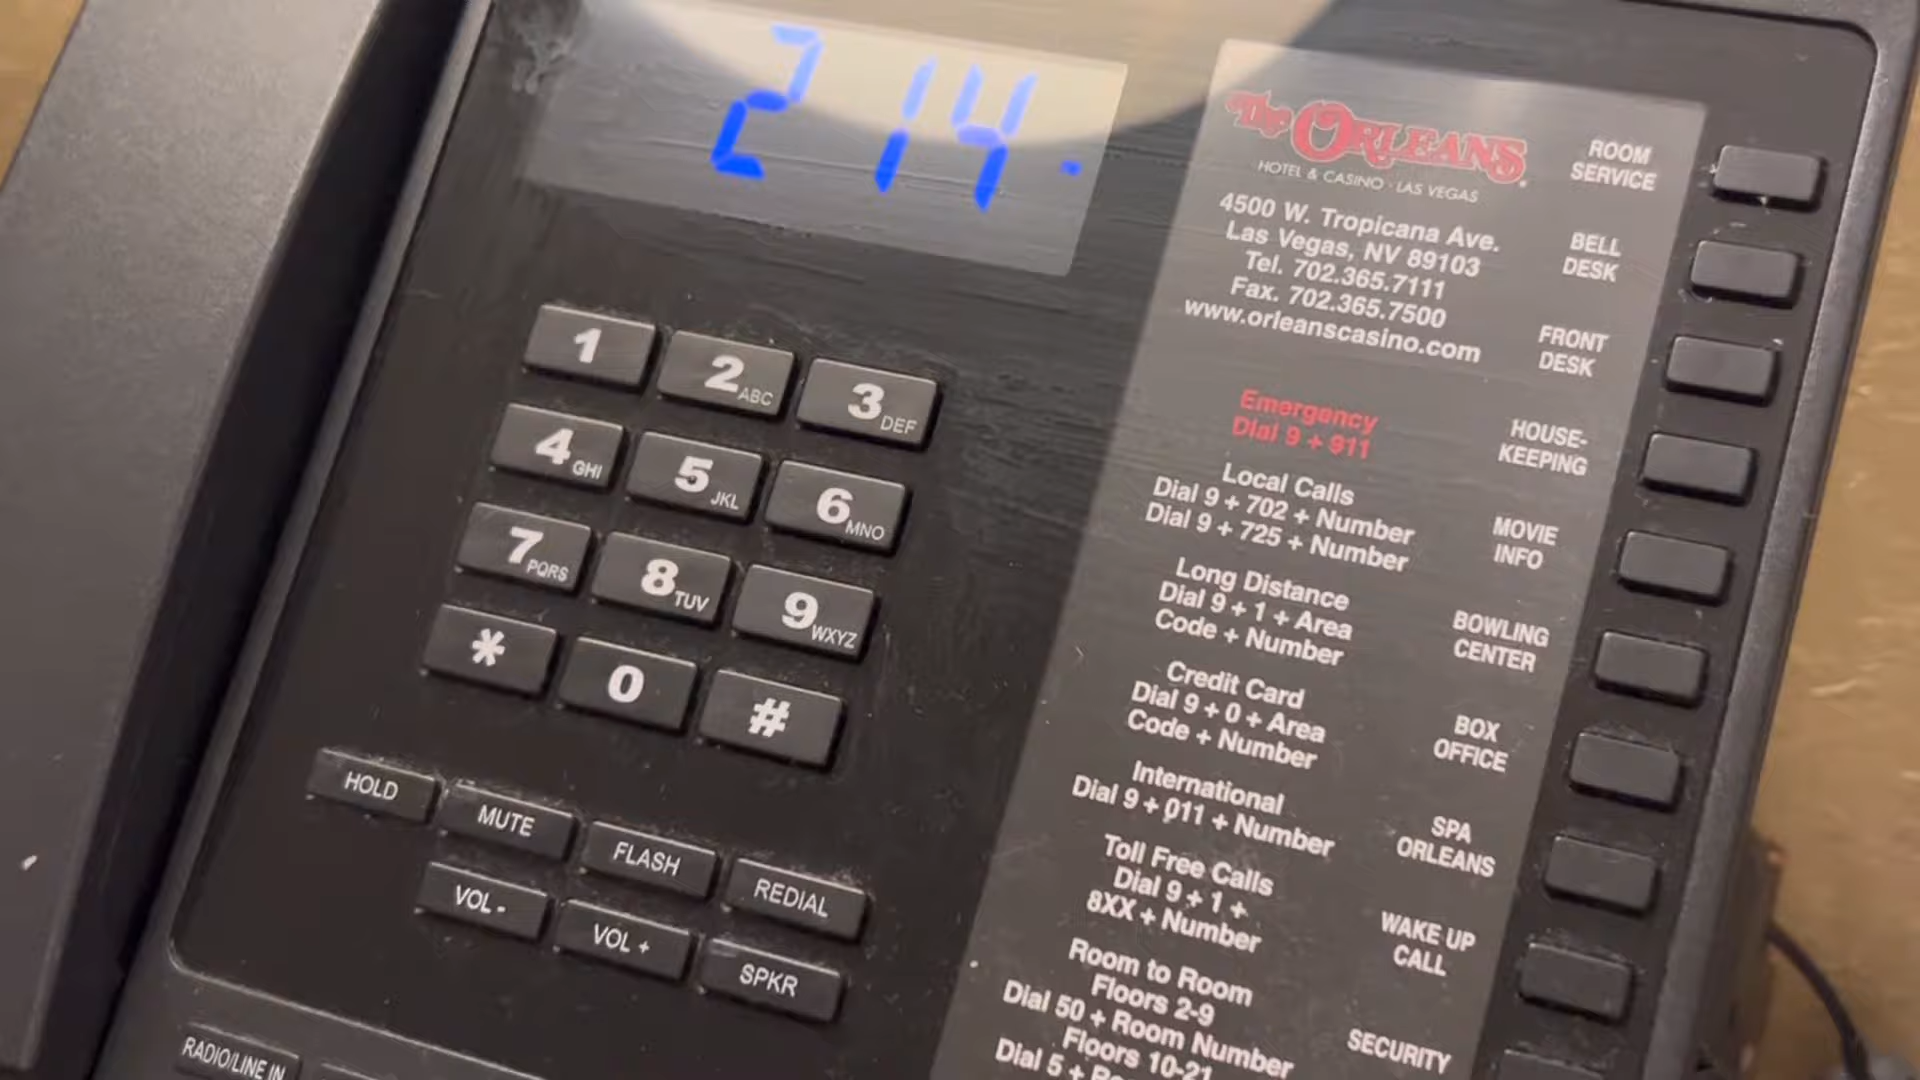 214
The ORLEANS
HOTEL & CASINO · LAS VEGAS
4500 W. Tropicana Ave.
Las Vegas, NV 89103
Tel. 702.365.7111
Fax. 702.365.7500
www.orleanscasino.com
Emergency
Dial 9 + 911
Local Calls
Dial 9 + 702 + Number
Dial 9 + 725 + Number
Long Distance
Dial 9 + 1 + Area
Code + Number
Credit Card
Dial 9 + 0 + Area
Code + Number
International
Dial 9 + 011 + Number
Toll Free Calls
Dial 9 + 1 +
8XX + Number
Room to Room
Floors 2-9
Dial 50 + Room Number
Floors 10-21
Dial 5 +
ROOM
SERVICE
BELL
DESK
FRONT
DESK
HOUSE-
KEEPING
MOVIE
INFO
BOWLING
CENTER
BOX
OFFICE
SPA
ORLEANS
WAKE UP
CALL
SECURITY
1
2 ABC
3 DEF
4 GHI
5 JKL
6 MNO
7 PQRS
8 TUV
9 WXYZ
*
0
#
HOLD
MUTE
FLASH
REDIAL
VOL -
VOL +
SPKR
RADIO/LINE IN